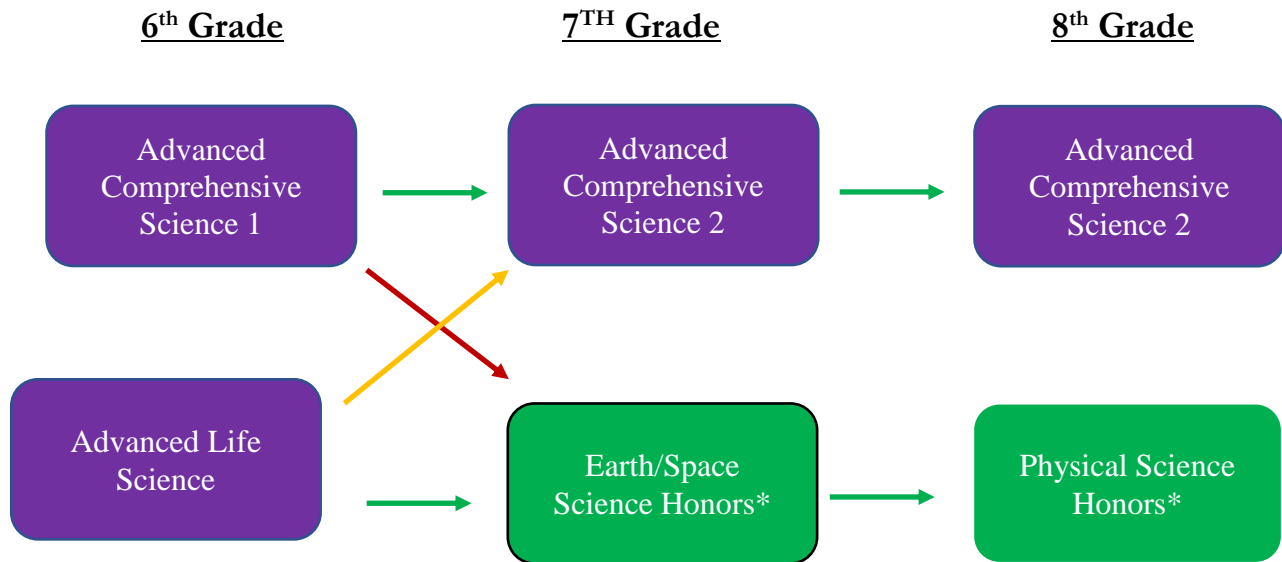 6th Grade
7TH Grade
8th Grade
Advanced
Comprehensive
Science 1
Advanced
Comprehensive
Science 2
Advanced
Comprehensive
Science 2
Advanced Life
Science
Earth/Space
Science Honors*
Physical Science
Honors*